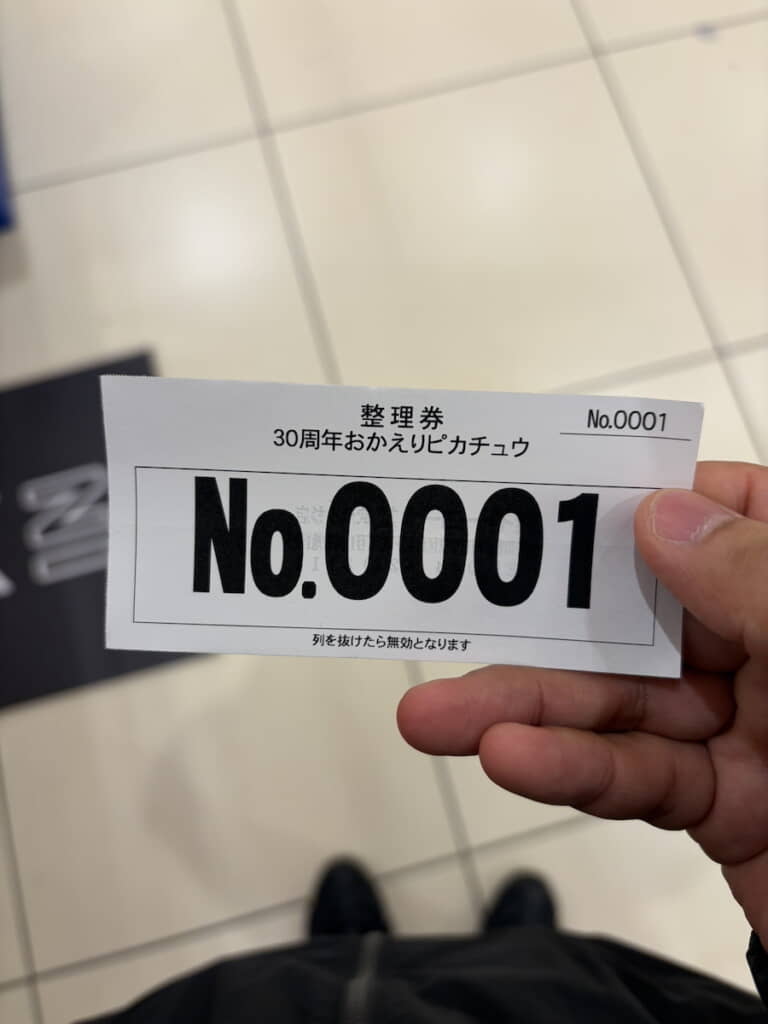 整理券
No.0001
30周年おかえりピカチュウ
No.0001
列を抜けたら無効となります